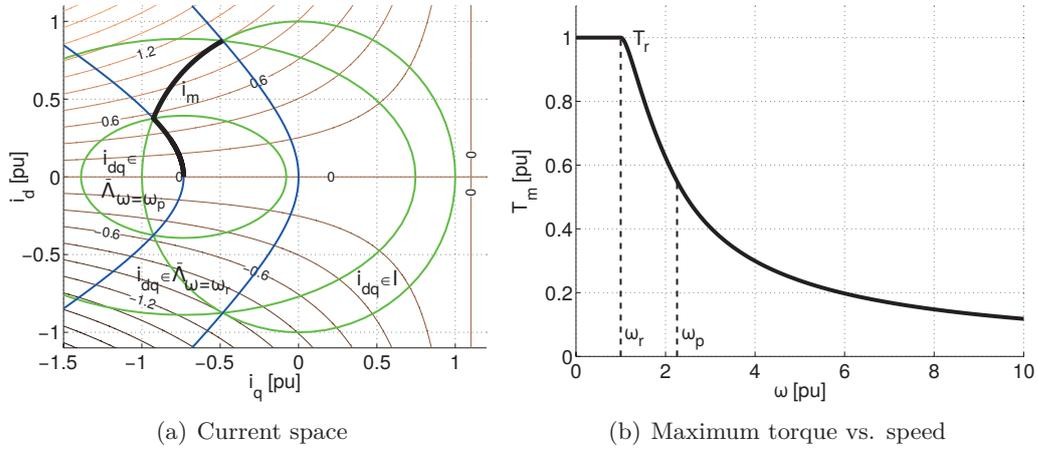 1
0.5
0
−0.5
−1
i_d [pu]
−1.5 −1 −0.5 0 0.5 1
i_q [pu]
1.2
0.6
0.6
i_m
i_dq ∈
Λ̄_ω=ω_p
0
0
0
0
−0.6
−0.6
−1.2
i_dq ∈ Λ̄_ω=ω_r
i_dq ∈ I
(a) Current space
1
0.8
0.6
0.4
0.2
0
T_m [pu]
T_r
ω_r
ω_p
0 2 4 6 8 10
ω [pu]
(b) Maximum torque vs. speed